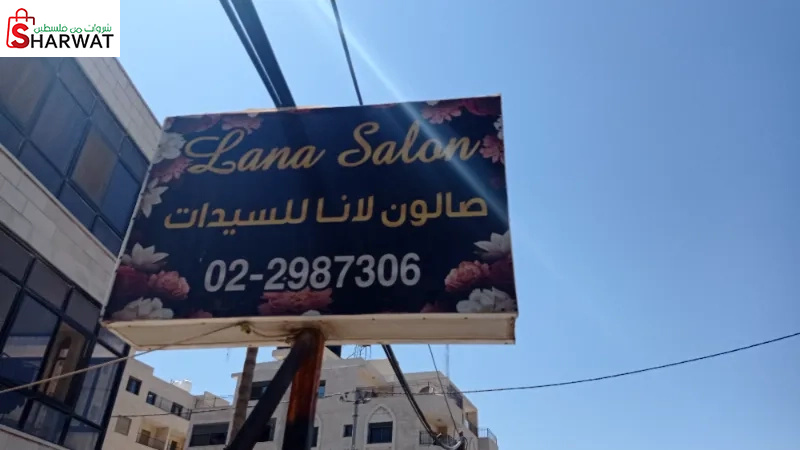 شروات من فلسطين
SHARWAT
Lana Salon
صالون لانا للسيدات
02-2987306